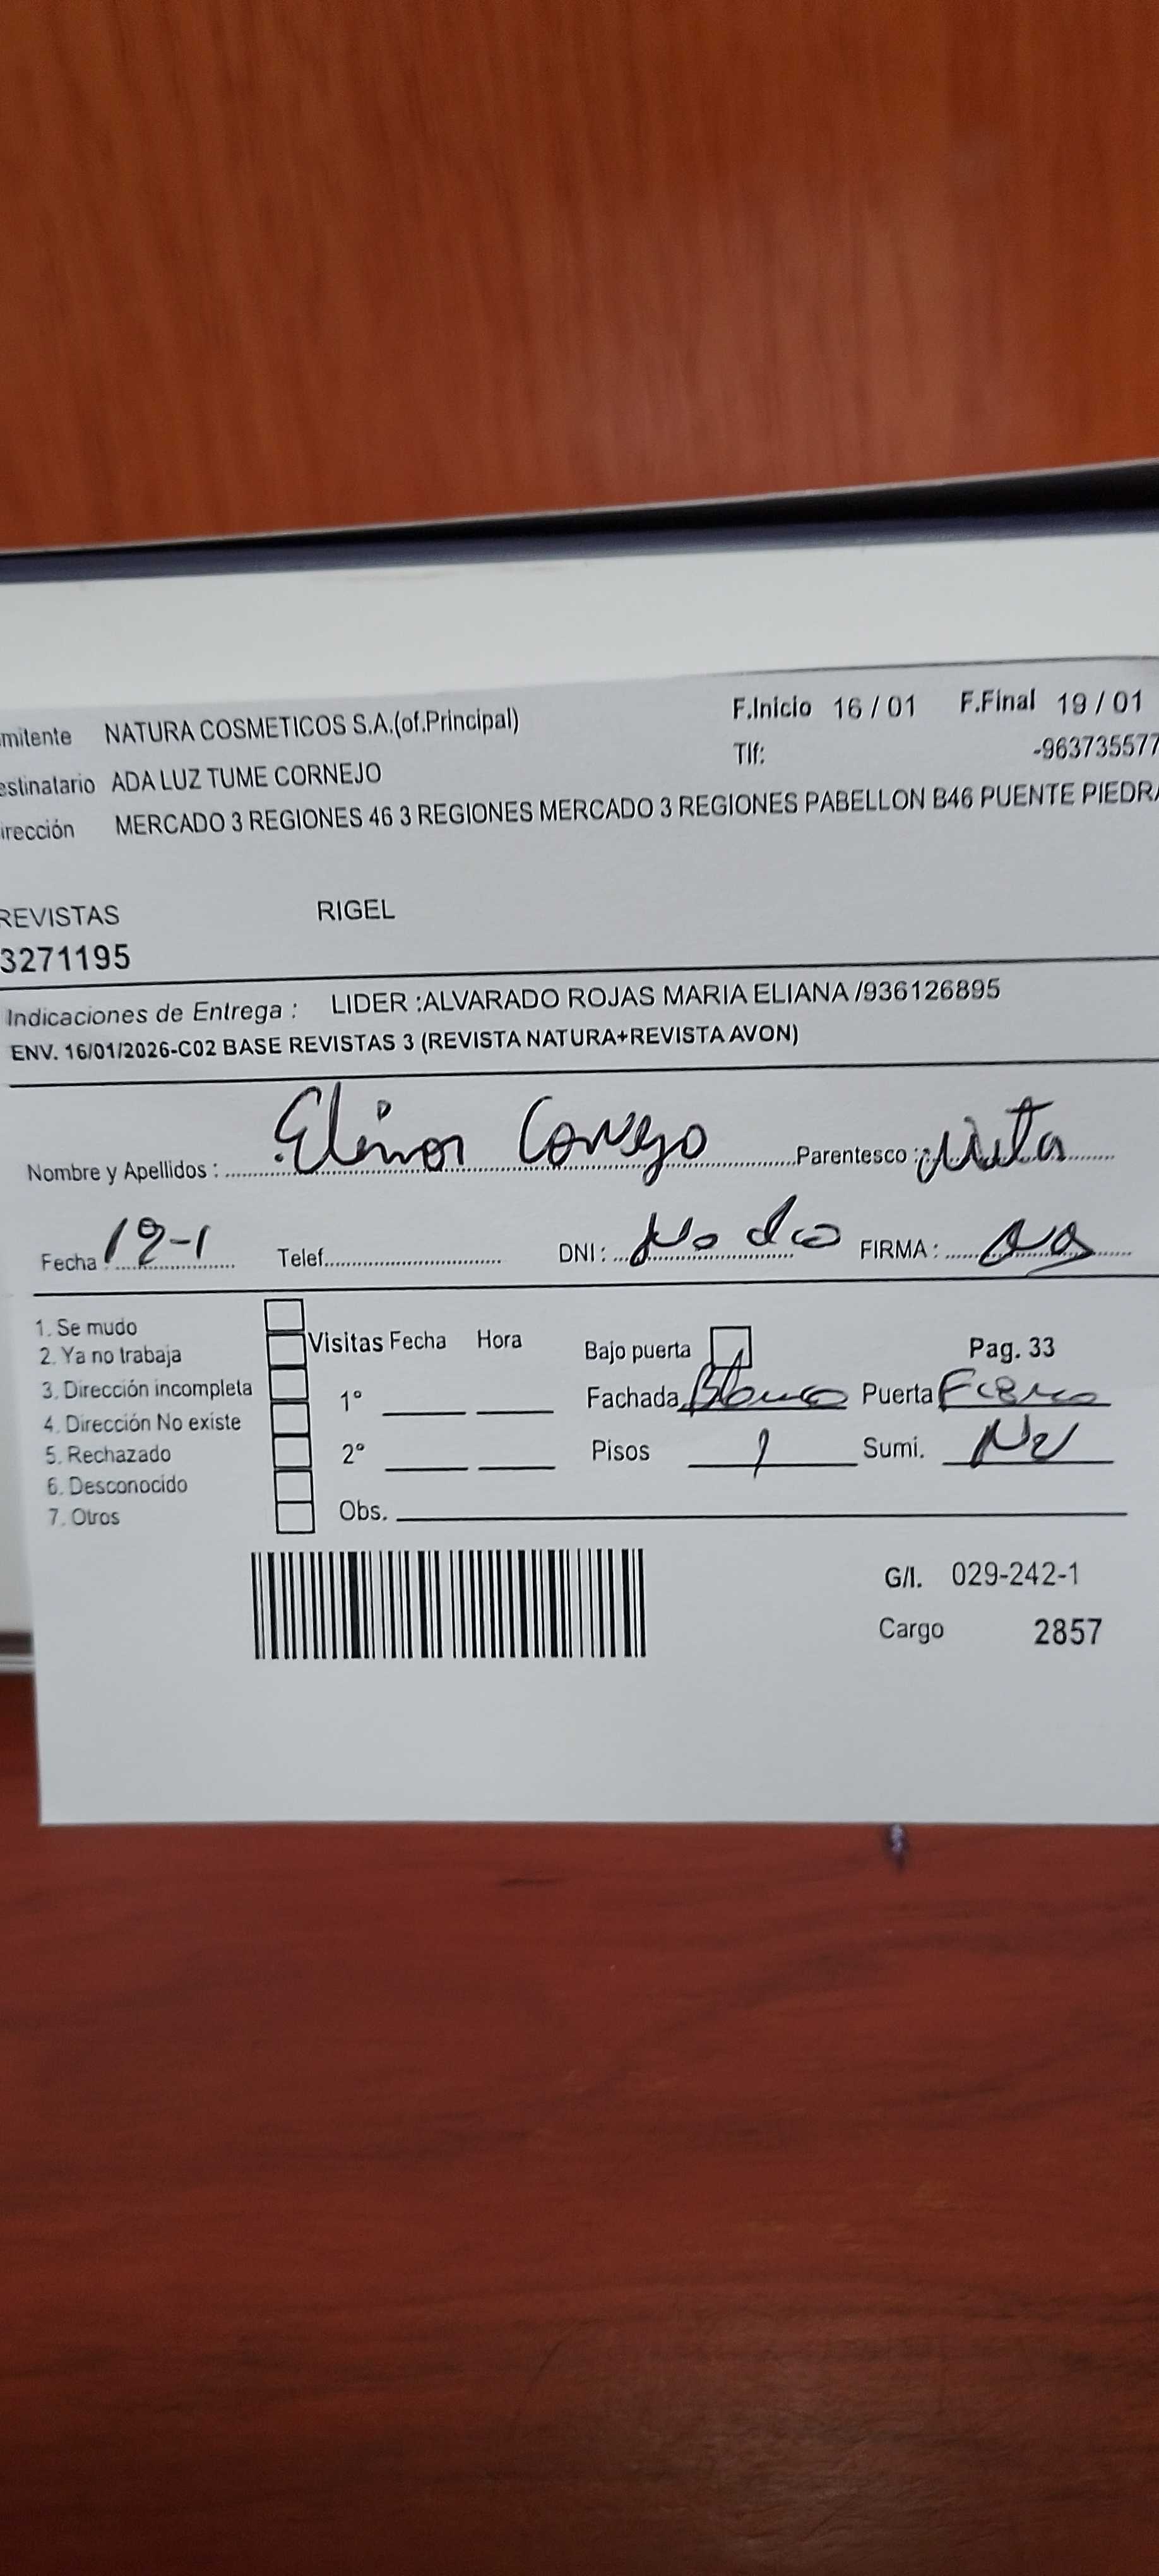 mitente NATURA COSMETICOS S.A.(of.Principal) F.Inicio 16 / 01 F.Final 19 / 01
estinatario ADA LUZ TUME CORNEJO Tlf: -963735577
irección MERCADO 3 REGIONES 46 3 REGIONES MERCADO 3 REGIONES PABELLON B46 PUENTE PIEDRA
REVISTAS RIGEL
3271195
Indicaciones de Entrega : LIDER :ALVARADO ROJAS MARIA ELIANA /936126895
ENV. 16/01/2026-C02 BASE REVISTAS 3 (REVISTA NATURA+REVISTA AVON)
Nombre y Apellidos : Elinor Cornejo Parentesco :
Fecha 19-1 Telef. DNI : No dio FIRMA :
1. Se mudo
2. Ya no trabaja
3. Dirección incompleta
4. Dirección No existe
5. Rechazado
6. Desconocido
7. Otros
Visitas Fecha Hora
1°
2°
Obs.
Bajo puerta Pag. 33
Fachada Blanco Puerta Fierro
Pisos 1 Sumi.
G/I. 029-242-1
Cargo 2857